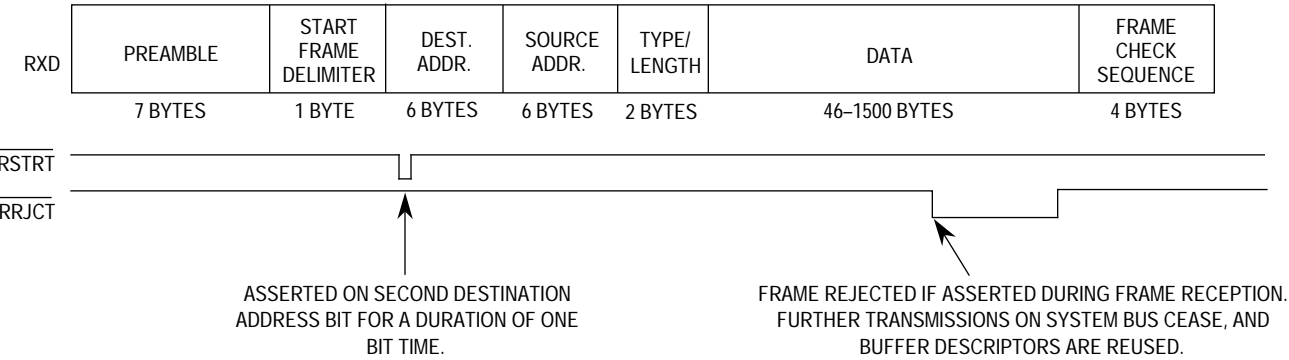 RXD
PREAMBLE
START
FRAME
DELIMITER
DEST.
ADDR.
SOURCE
ADDR.
TYPE/
LENGTH
DATA
FRAME
CHECK
SEQUENCE
7 BYTES
1 BYTE
6 BYTES
6 BYTES
2 BYTES
46–1500 BYTES
4 BYTES
RSTRT
RRJCT
ASSERTED ON SECOND DESTINATION
ADDRESS BIT FOR A DURATION OF ONE
BIT TIME.
FRAME REJECTED IF ASSERTED DURING FRAME RECEPTION.
FURTHER TRANSMISSIONS ON SYSTEM BUS CEASE, AND
BUFFER DESCRIPTORS ARE REUSED.